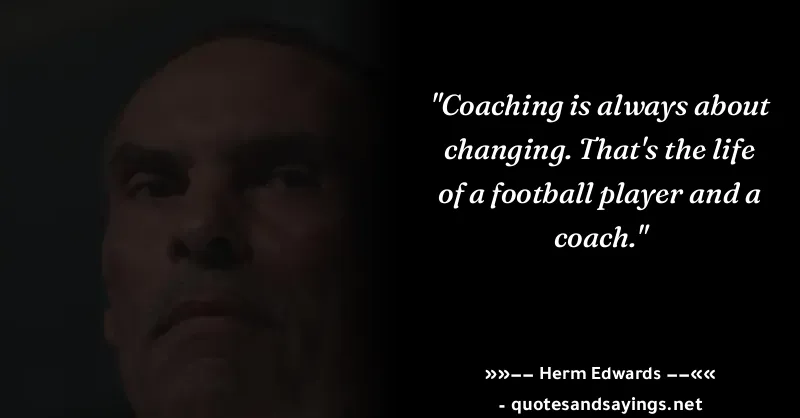 "Coaching is always about
changing. That's the life
of a football player and a
coach."
»»—— Herm Edwards ——««
- quotesandsayings.net